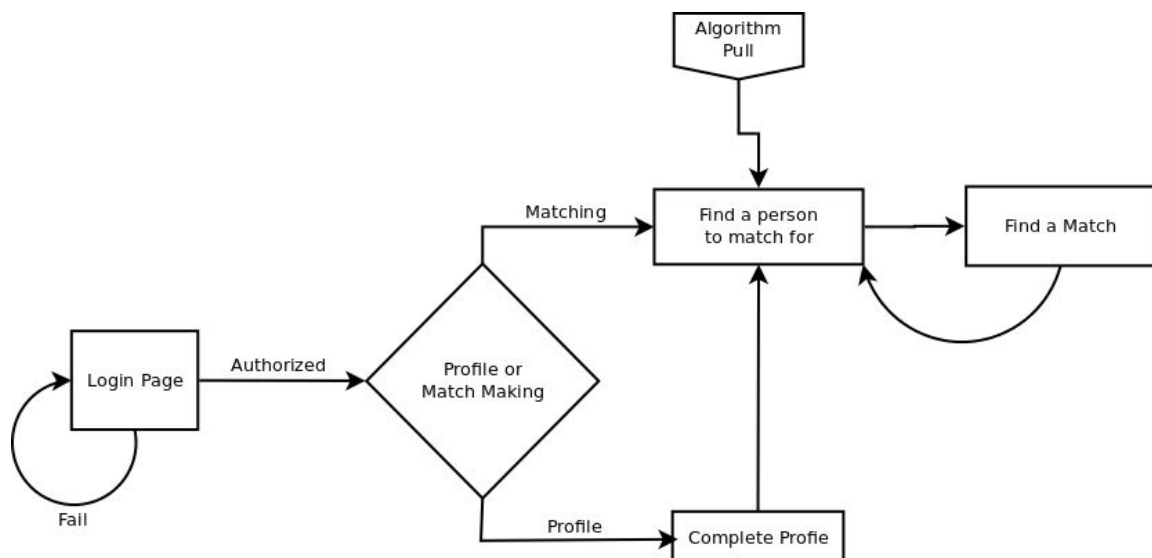 Algorithm
Pull
Matching
Find a person
to match for
Find a Match
Authorized
Login Page
Profile or
Match Making
Fail
Profile
Complete Profie